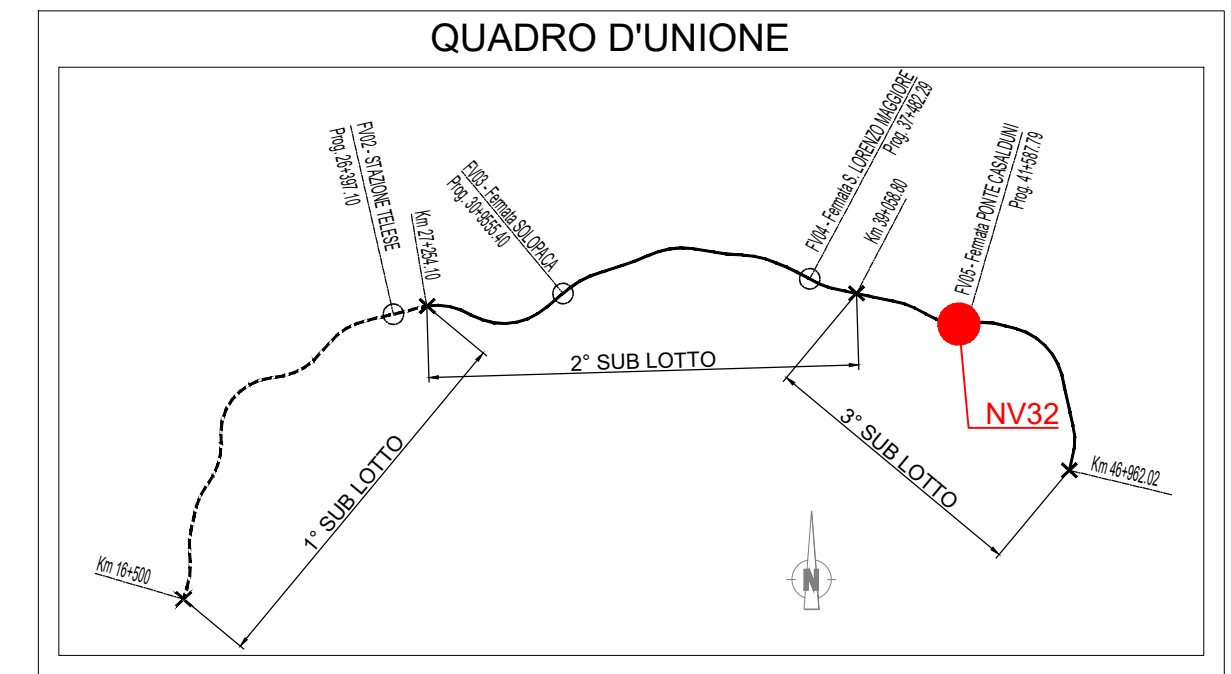 QUADRO D'UNIONE
FV02 - STAZIONE TELESE
Prog. 26+397.10
Km 27+254.10
FV03 - Fermata SOLOPACA
Prog. 30+9555.40
FV04 - Fermata S. LORENZO MAGGIORE
Prog. 37+482.29
Km 39+058.80
FV05 - Fermata PONTE CASALDUNI
Prog. 41+587.79
2° SUB LOTTO
NV32
1° SUB LOTTO
3° SUB LOTTO
Km 46+962.02
Km 16+500
N